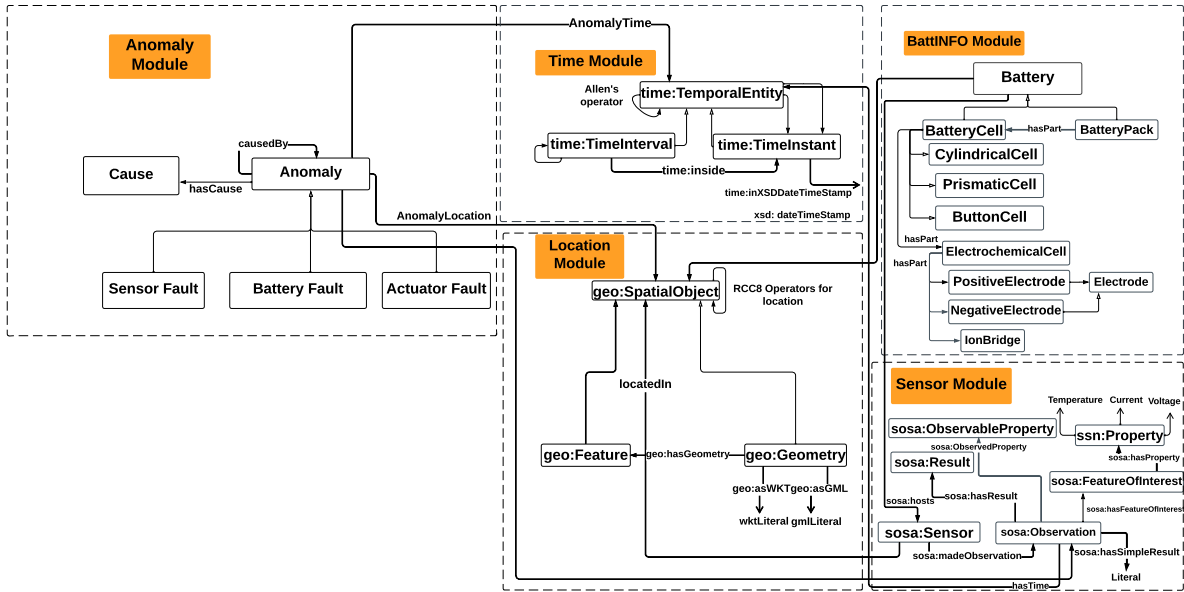 Anomaly
Module
causedBy
Cause
Anomaly
hasCause
Sensor Fault
Battery Fault
Actuator Fault
AnomalyTime
AnomalyLocation
Time Module
Allen's
operator
time:TemporalEntity
time:TimeInterval
time:TimeInstant
time:inside
time:inXSDDateTimeStamp
xsd: dateTimeStamp
Location
Module
geo:SpatialObject
RCC8 Operators for
location
locatedIn
geo:Feature
geo:hasGeometry
geo:Geometry
geo:asWKT
geo:asGML
wktLiteral
gmlLiteral
BattINFO Module
Battery
BatteryCell
hasPart
BatteryPack
CylindricalCell
PrismaticCell
ButtonCell
hasPart
ElectrochemicalCell
hasPart
PositiveElectrode
Electrode
NegativeElectrode
IonBridge
Sensor Module
Temperature
Current
Voltage
sosa:ObservableProperty
ssn:Property
sosa:ObservedProperty
sosa:hasProperty
sosa:Result
sosa:FeatureOfInterest
sosa:hosts
sosa:hasResult
sosa:hasFeatureOfInterest
sosa:Sensor
sosa:Observation
sosa:madeObservation
sosa:hasSimpleResult
Literal
hasTime